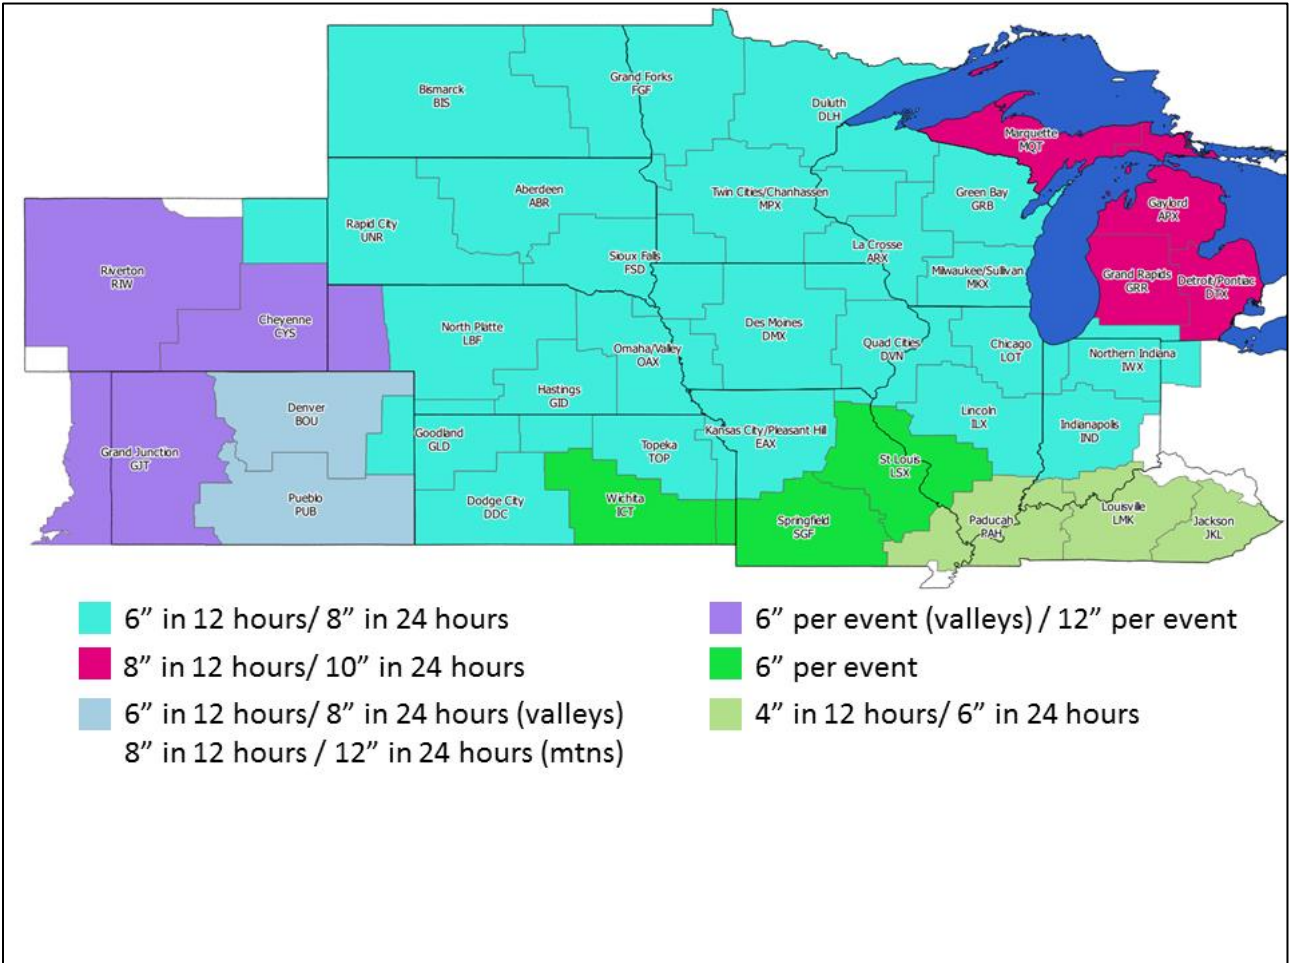 Bismarck
BIS
Grand Forks
FGF
Duluth
DLH
Marquette
MQT
Aberdeen
ABR
Twin Cities/Chanhassen
MPX
Green Bay
GRB
Gaylord
APX
Rapid City
UNR
Sioux Falls
FSD
La Crosse
ARX
Milwaukee/Sullivan
MKX
Grand Rapids
GRR
Detroit/Pontiac
DTX
Riverton
RIW
Cheyenne
CYS
North Platte
LBF
Omaha/Valley
OAX
Des Moines
DMX
Quad Cities
DVN
Chicago
LOT
Northern Indiana
IWX
Hastings
GID
Denver
BOU
Goodland
GLD
Topeka
TOP
Kansas City/Pleasant Hill
EAX
Lincoln
ILX
Indianapolis
IND
Grand Junction
GJT
St Louis
LSX
Pueblo
PUB
Dodge City
DDC
Wichita
ICT
Springfield
SGF
Paducah
PAH
Louisville
LMK
Jackson
JKL
6” in 12 hours/ 8” in 24 hours
8” in 12 hours/ 10” in 24 hours
6” in 12 hours/ 8” in 24 hours (valleys)
8” in 12 hours / 12” in 24 hours (mtns)
6” per event (valleys) / 12” per event
6” per event
4” in 12 hours/ 6” in 24 hours